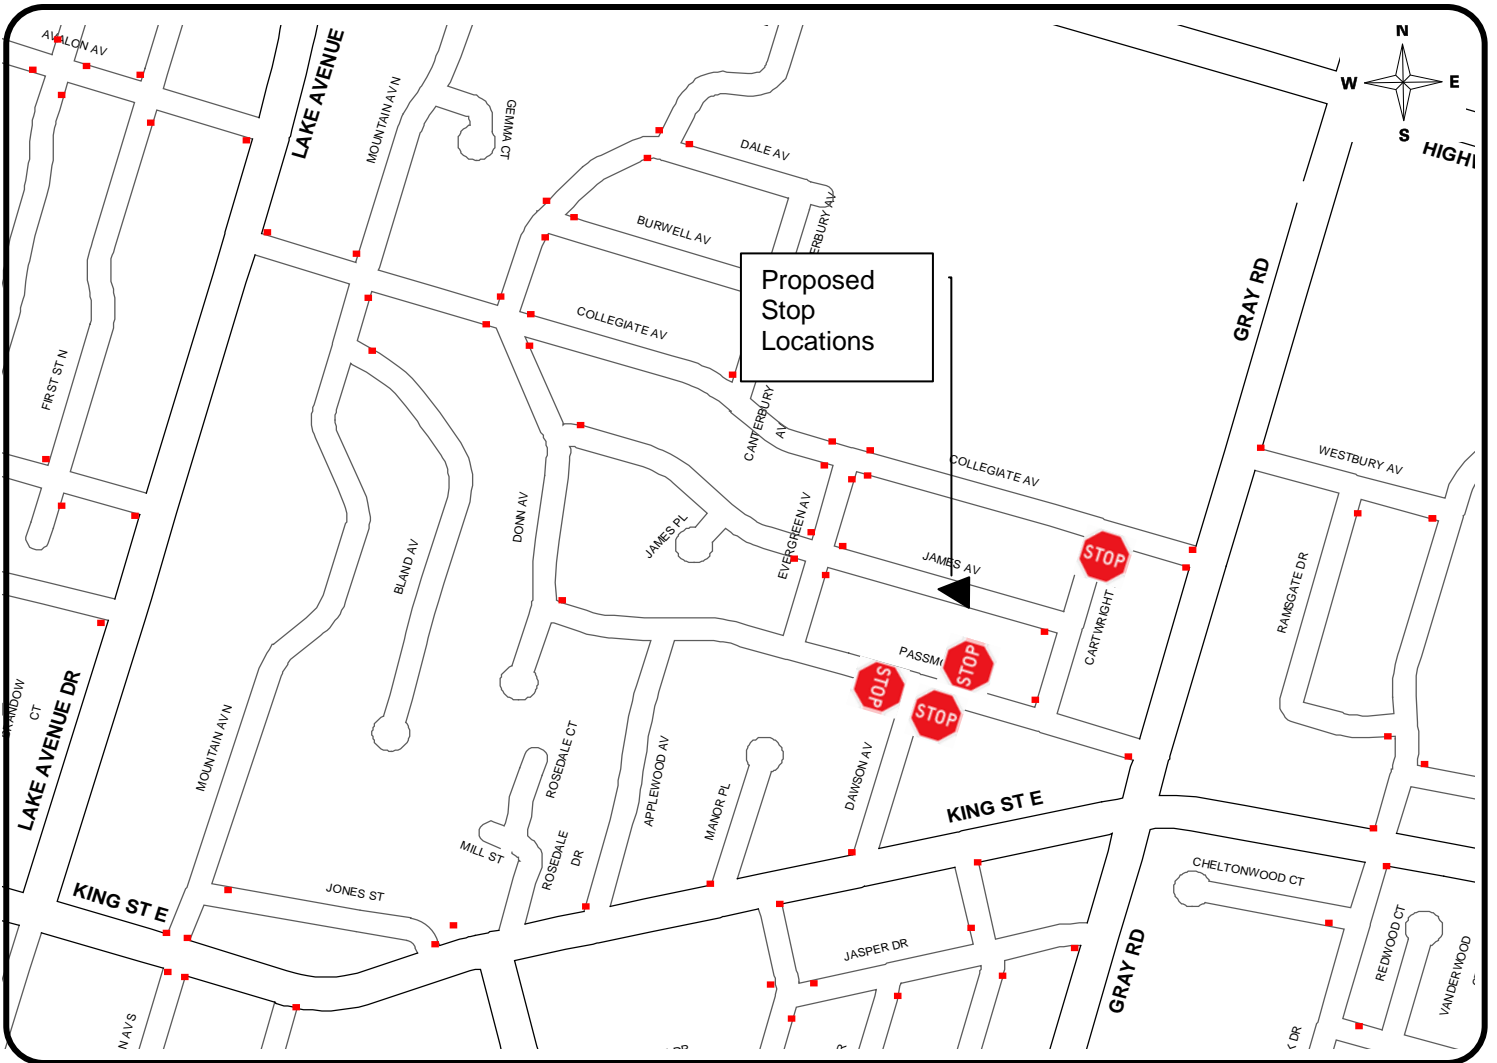 N
W E
S
AVALON AV
LAKE AVENUE
MOUNTAIN AV N
GEMMA CT
DALE AV
BURWELL AV
Proposed
Stop
Locations
GRAY RD
COLLEGIATE AV
FIRST ST N
CANTERBURY
AV
COLLEGIATE AV
WESTBURY AV
DONN AV
JAMES PL
EVERGREEN AV
JAMES AV
STOP
BLAND AV
CARTWRIGHT
RAMSGATE DR
STOP
STOP
STOP
CT
LAKE AVENUE DR
MOUNTAIN AV N
ROSEDALE CT
APPLEWOOD AV
MANOR PL
DAWSON AV
KING ST E
MILL ST
ROSEDALE
DR
CHELTONWOOD CT
JONES ST
KING ST E
JASPER DR
GRAY RD
REDWOOD CT
VANDERWOOD